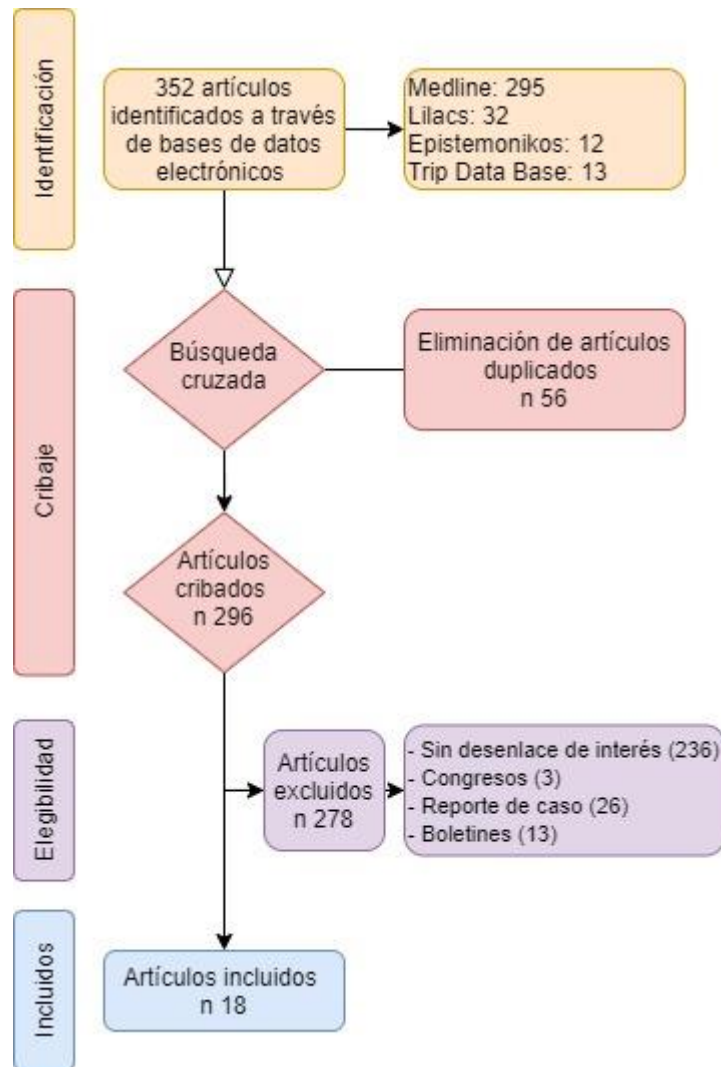 Identificación
352 artículos
identificados a través
de bases de datos
electrónicos
Medline: 295
Lilacs: 32
Epistemonikos: 12
Trip Data Base: 13
Cribaje
Búsqueda
cruzada
Eliminación de artículos
duplicados
n 56
Artículos
cribados
n 296
Elegibilidad
Artículos
excluidos
n 278
- Sin desenlace de interés (236)
- Congresos (3)
- Reporte de caso (26)
- Boletines (13)
Incluidos
Artículos incluidos
n 18